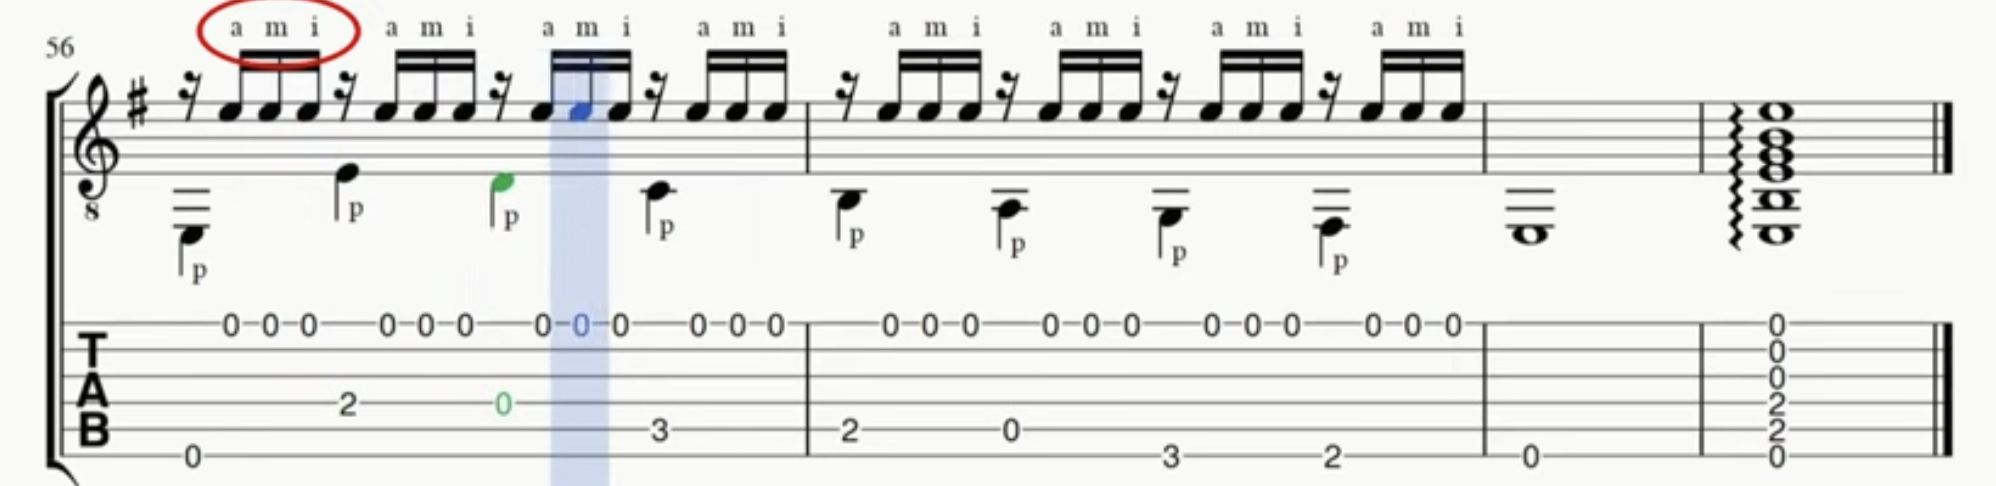 a m i a m i a m i a m i a m i a m i a m i a m i
56
8
p p p p p p p p
0 0 0 0 0 0 0 0 0 0 0 0 0 0 0 0 0 0 0 0 0 0 0 0 0
T 0
0
A 2 0 2
B 3 2 0 2
0 3 2 0 0